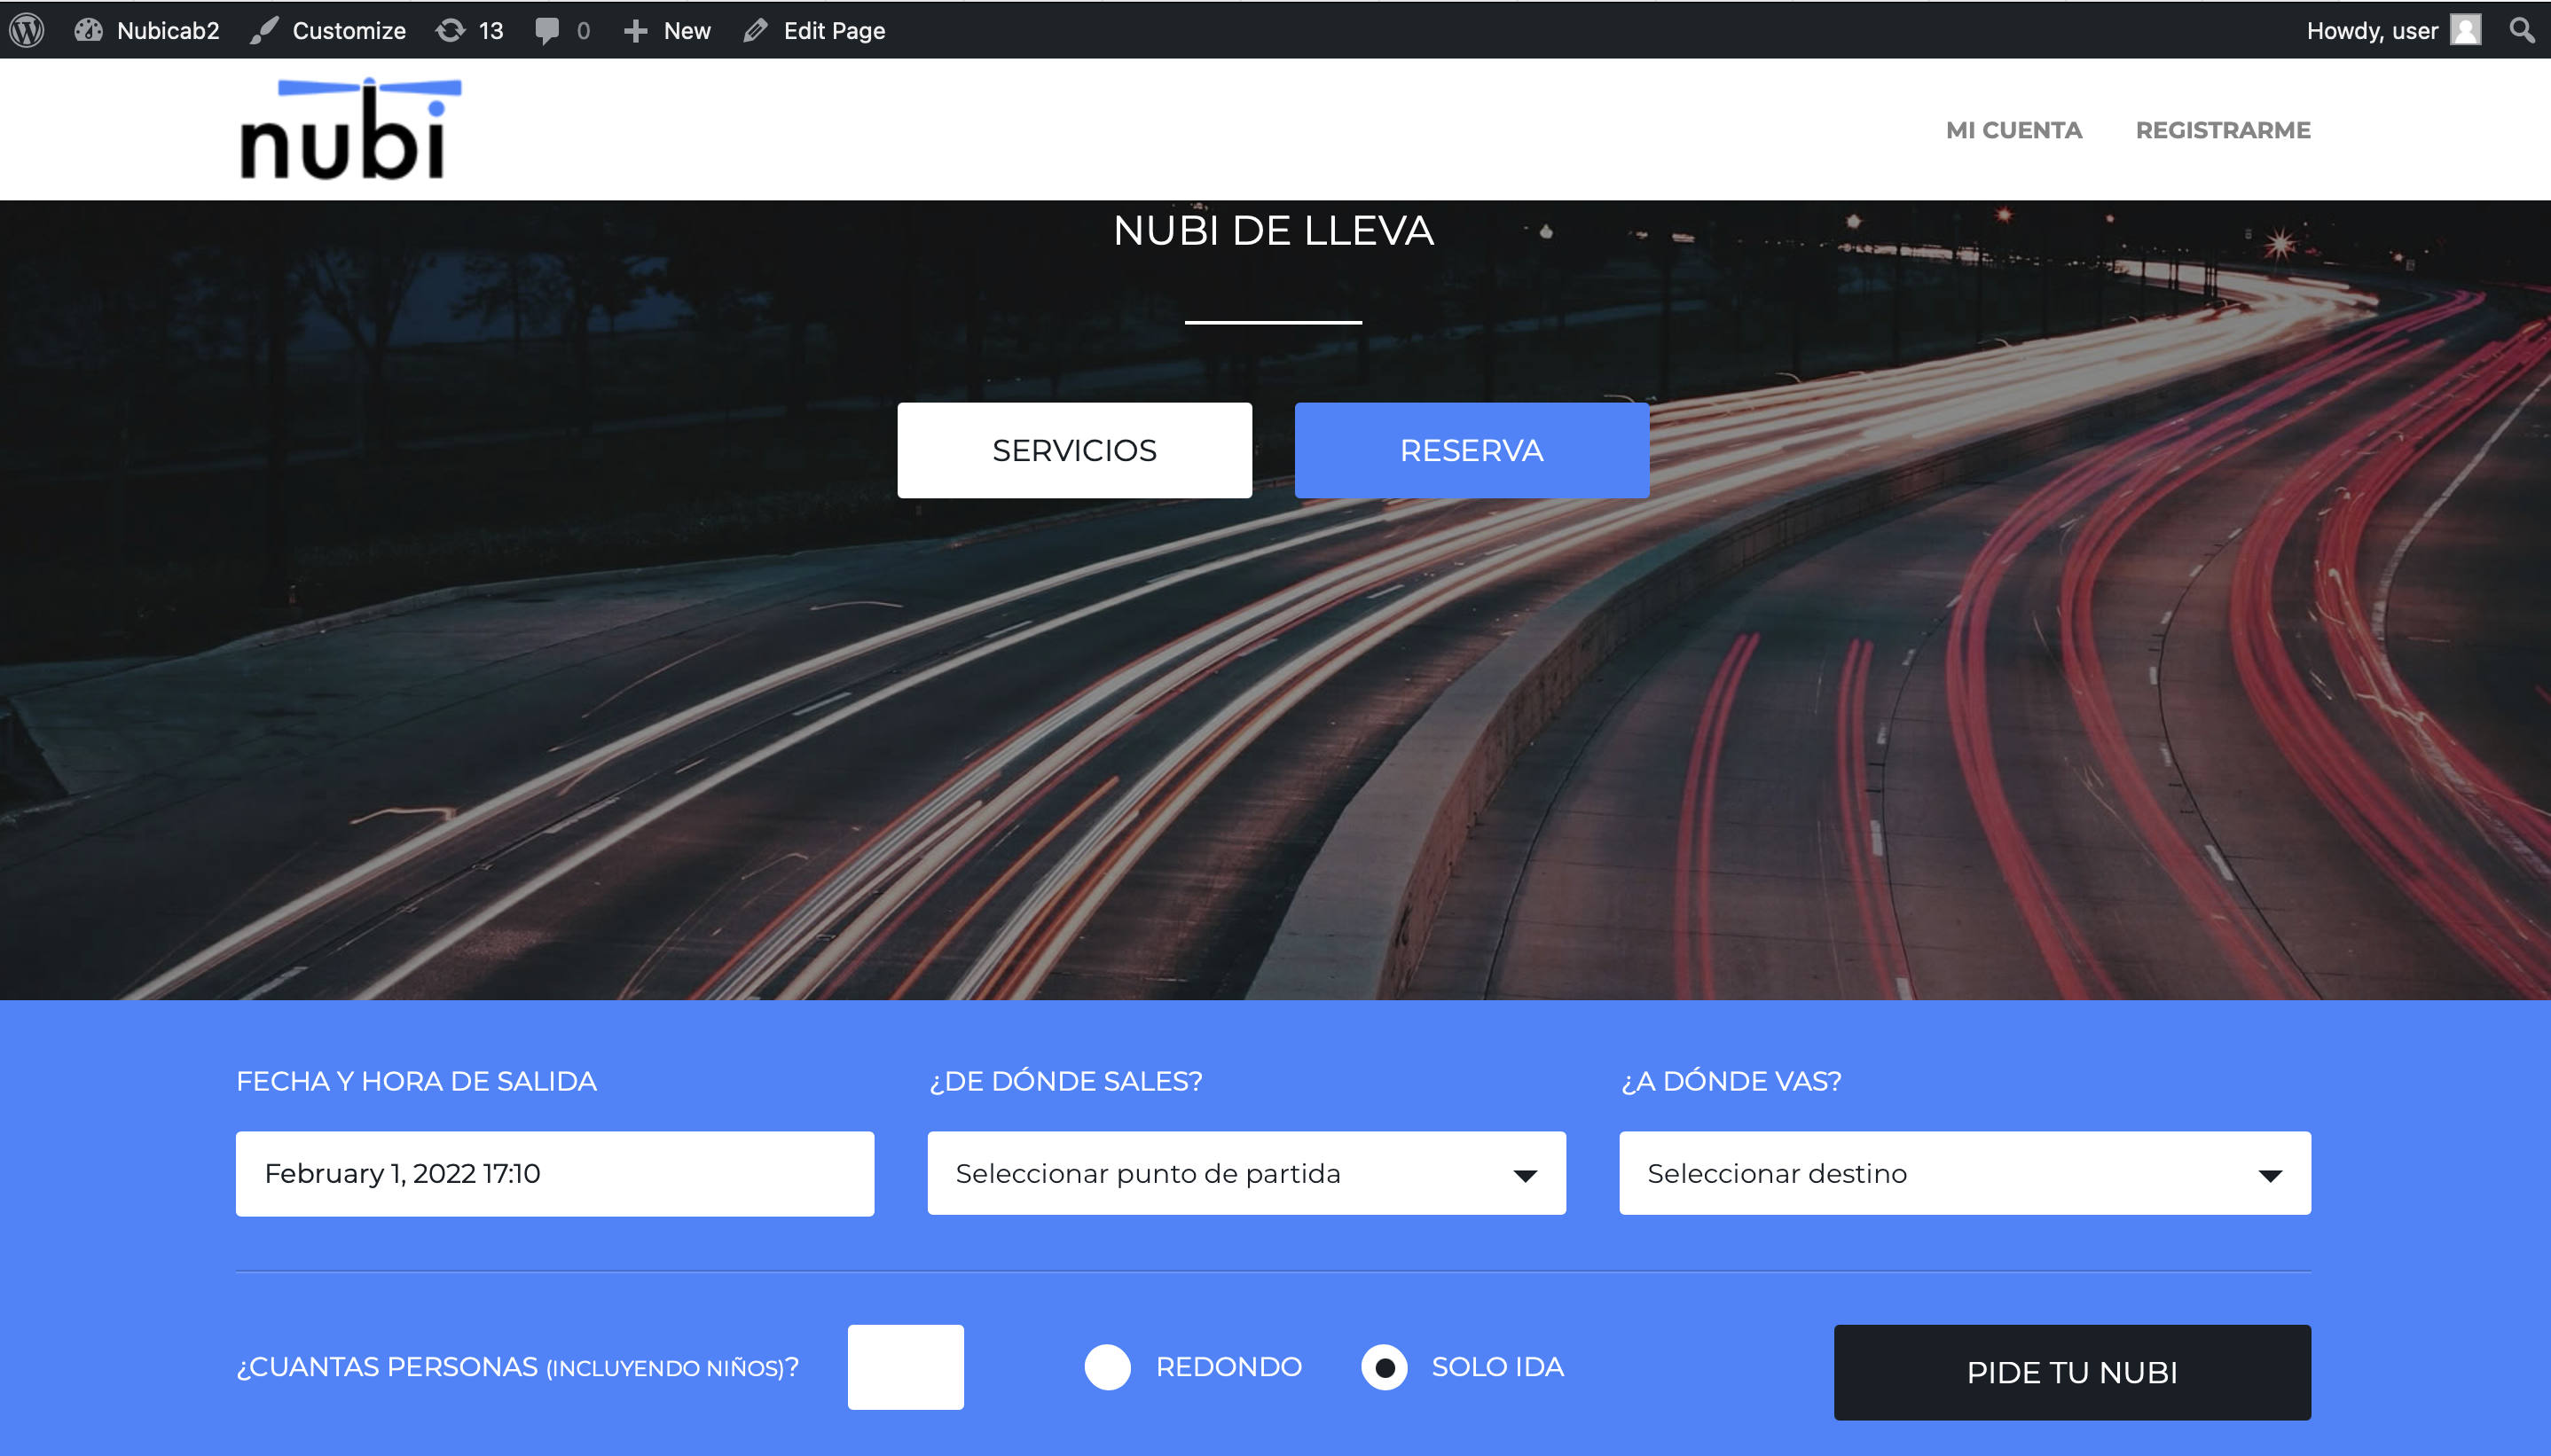 Nubicab2 Customize 13 0 New Edit Page Howdy, user
nubi MI CUENTA REGISTRARME
NUBI DE LLEVA
SERVICIOS RESERVA
FECHA Y HORA DE SALIDA ¿DE DÓNDE SALES? ¿A DÓNDE VAS?
February 1, 2022 17:10 Seleccionar punto de partida Seleccionar destino
¿CUANTAS PERSONAS (INCLUYENDO NIÑOS)? REDONDO SOLO IDA PIDE TU NUBI